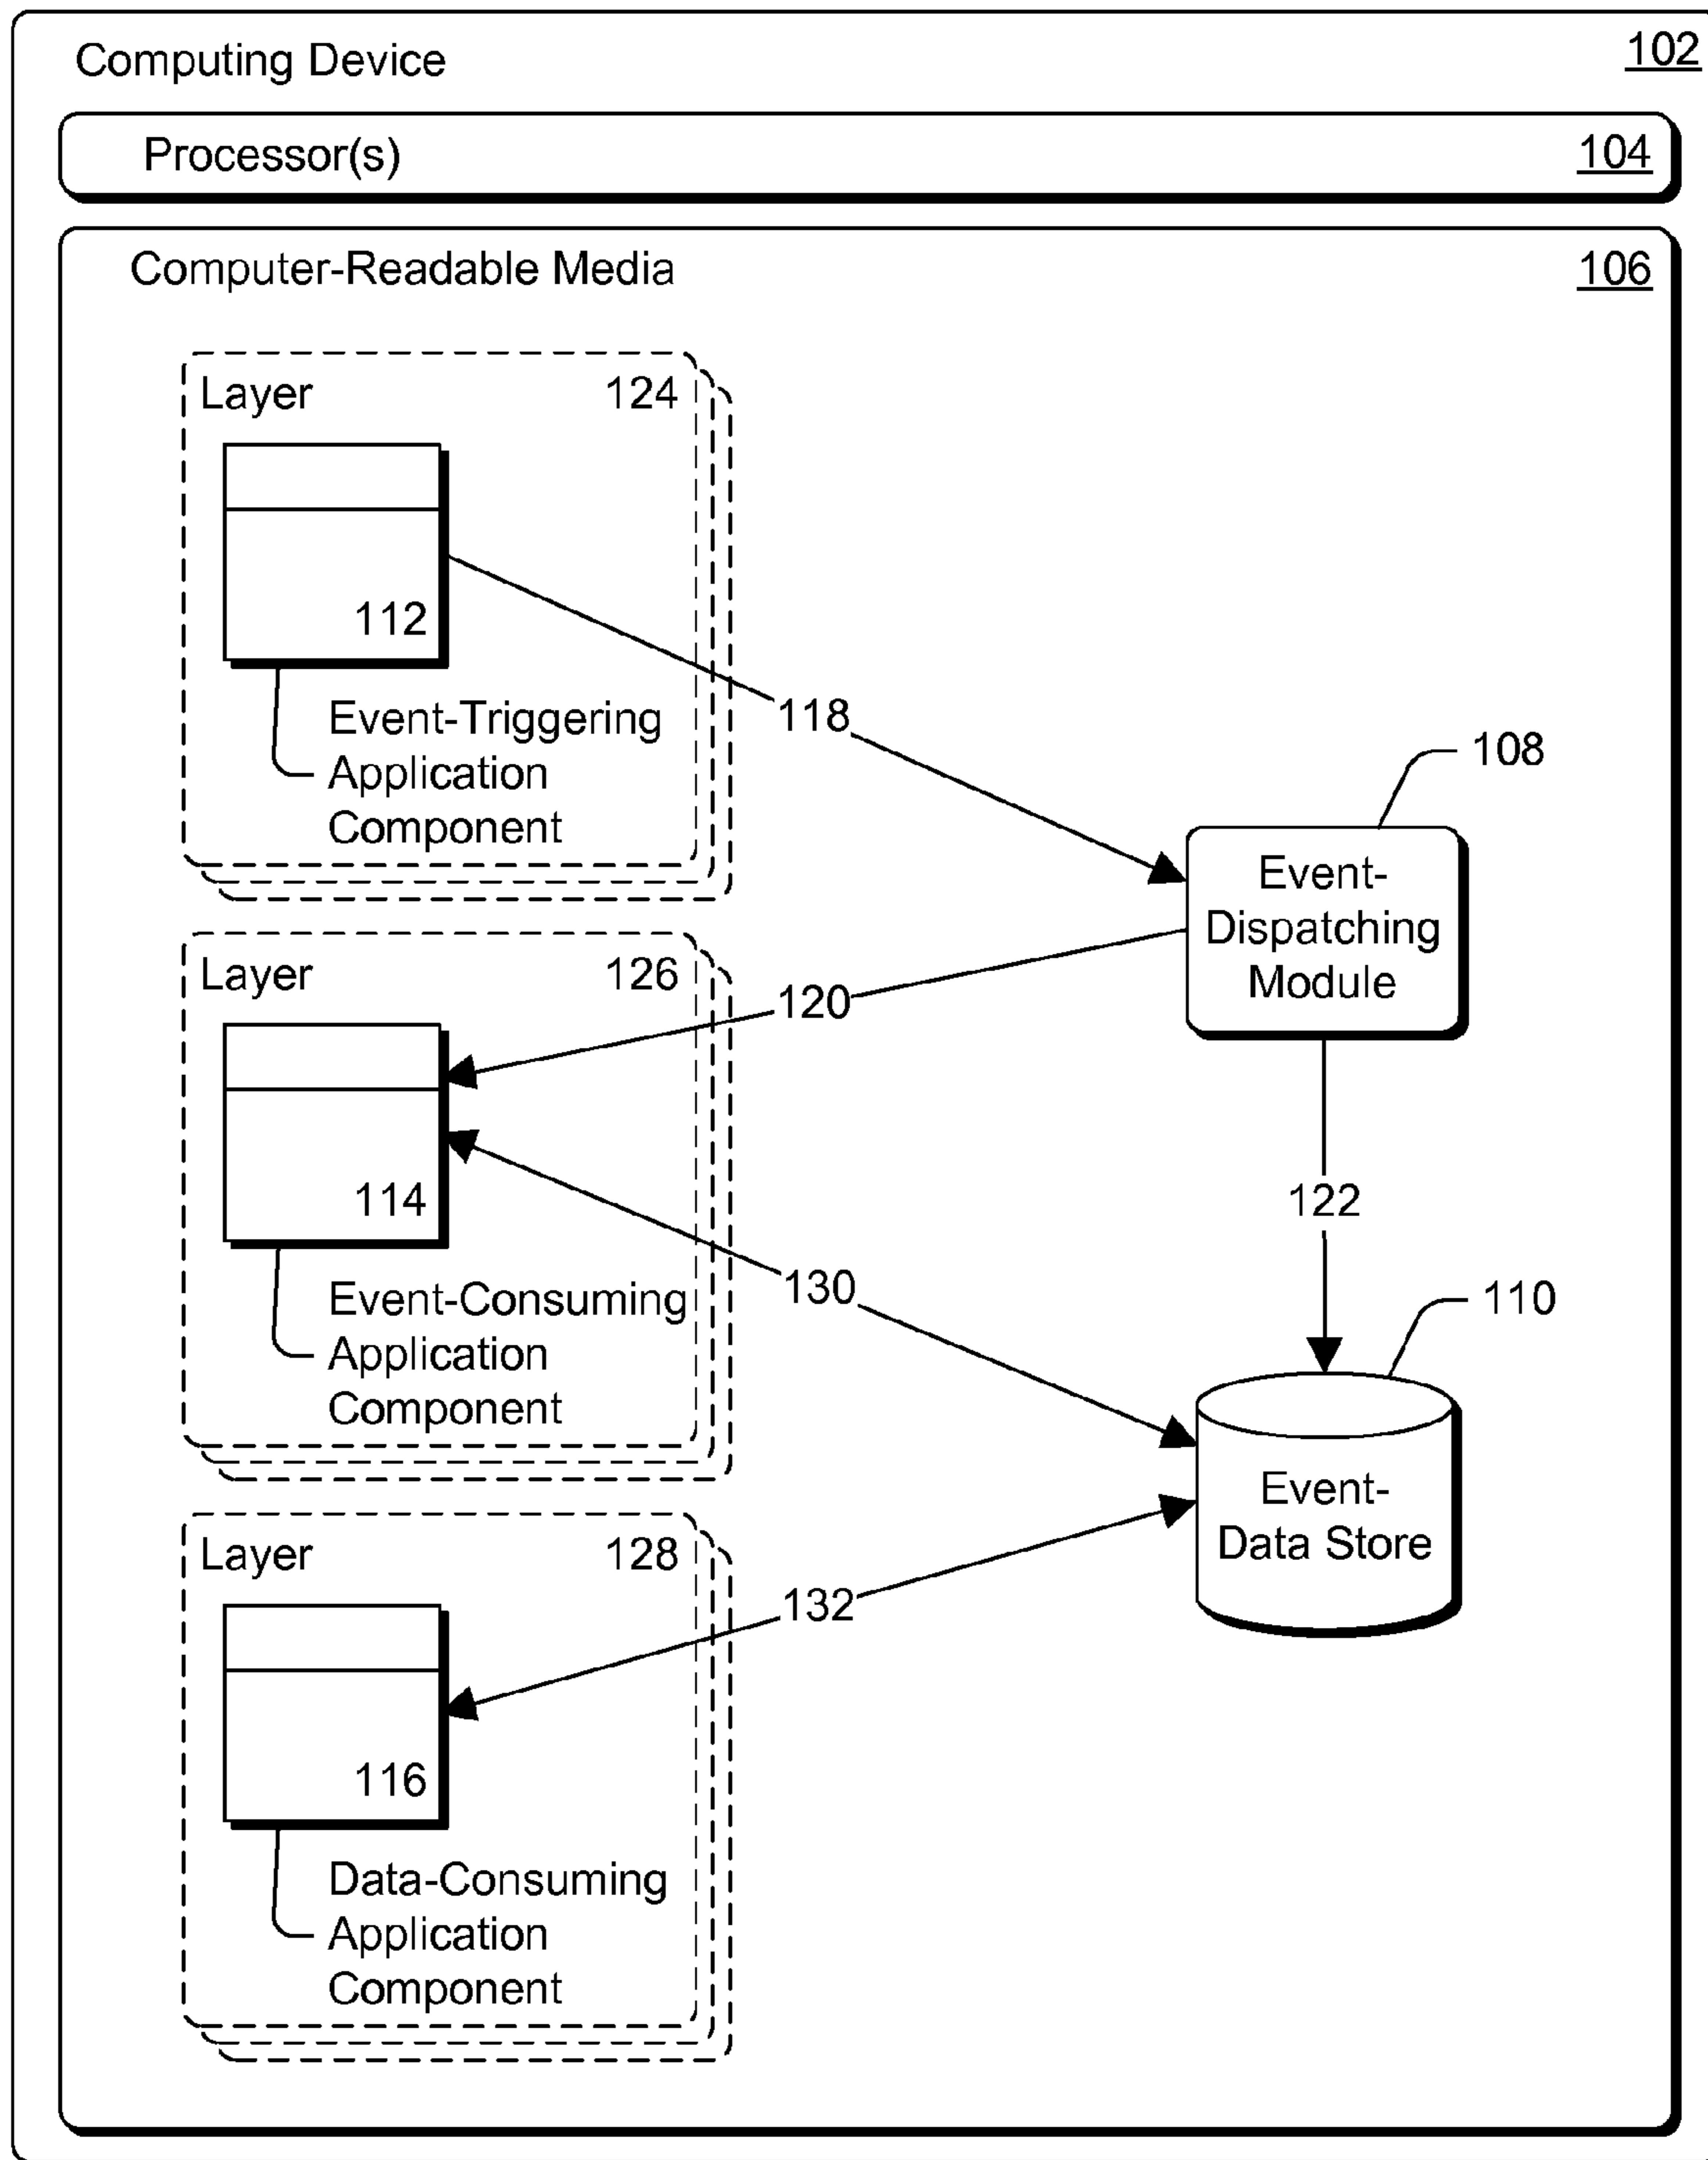 Computing Device 102
Processor(s) 104
Computer-Readable Media 106
Layer 124
112
Event-Triggering
Application
Component
118
108
Event-
Dispatching
Module
Layer 126
120
114
122
Event-Consuming
Application
Component
130
110
Event-
Data Store
Layer 128
132
116
Data-Consuming
Application
Component